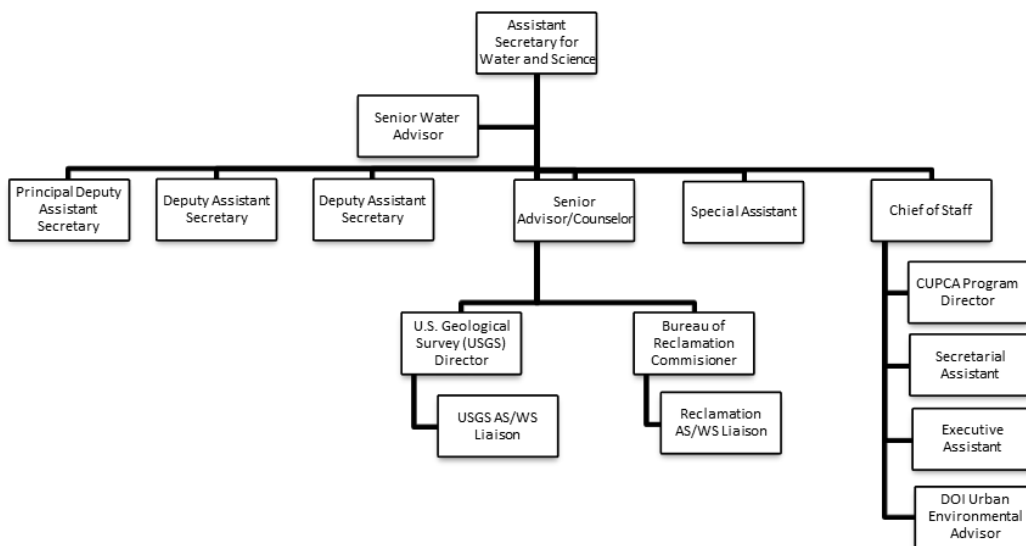 Assistant
Secretary for
Water and Science
Senior Water
Advisor
Principal Deputy
Assistant
Secretary
Deputy Assistant
Secretary
Deputy Assistant
Secretary
Senior
Advisor/Counselor
Special Assistant
Chief of Staff
U.S. Geological
Survey (USGS)
Director
USGS AS/WS
Liaison
Bureau of
Reclamation
Commisioner
Reclamation
AS/WS Liaison
CUPCA Program
Director
Secretarial
Assistant
Executive
Assistant
DOI Urban
Environmental
Advisor